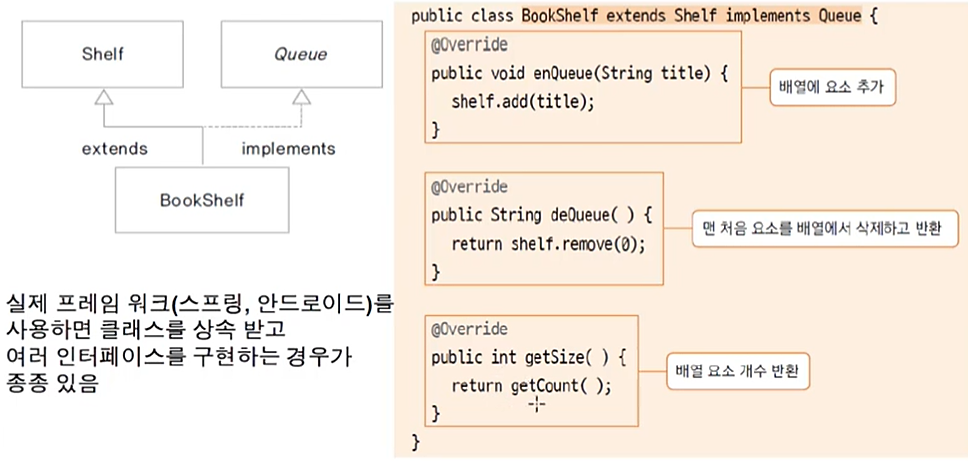 Shelf
Queue
extends
implements
BookShelf
실제 프레임 워크(스프링, 안드로이드)를
사용하면 클래스를 상속 받고
여러 인터페이스를 구현하는 경우가
종종 있음
public class BookShelf extends Shelf implements Queue {
@Override
public void enQueue(String title) {
shelf.add(title);
}
배열에 요소 추가
@Override
public String deQueue( ) {
return shelf.remove(0);
}
맨 처음 요소를 배열에서 삭제하고 반환
@Override
public int getSize( ) {
return getCount( );
}
배열 요소 개수 반환
}